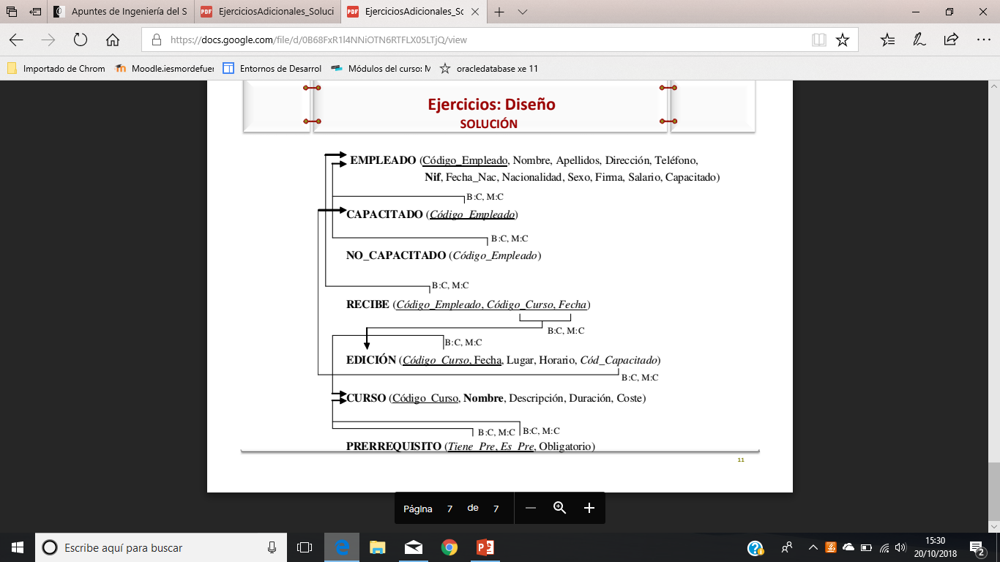 Apuntes de Ingeniería del S
EjerciciosAdicionales_Soluci
EjerciciosAdicionales_Sc
https://docs.google.com/file/d/0B68FxR1l4NNiOTN6RTFLX05LTjQ/view
Importado de Chrom
Moodle.iesmordefuer
Entornos de Desarrol
Módulos del curso: M
oracledatabase xe 11
Ejercicios: Diseño
SOLUCIÓN
EMPLEADO (Código_Empleado, Nombre, Apellidos, Dirección, Teléfono,
Nif, Fecha_Nac, Nacionalidad, Sexo, Firma, Salario, Capacitado)
B:C, M:C
CAPACITADO (Código_Empleado)
B:C, M:C
NO_CAPACITADO (Código_Empleado)
B:C, M:C
RECIBE (Código_Empleado, Código_Curso, Fecha)
B:C, M:C
B:C, M:C
EDICIÓN (Código_Curso, Fecha, Lugar, Horario, Cód_Capacitado)
B:C, M:C
CURSO (Código_Curso, Nombre, Descripción, Duración, Coste)
B:C, M:C B:C, M:C
PRERREQUISITO (Tiene_Pre, Es_Pre, Obligatorio)
11
Página 7 de 7
Escribe aquí para buscar
15:30
20/10/2018
2